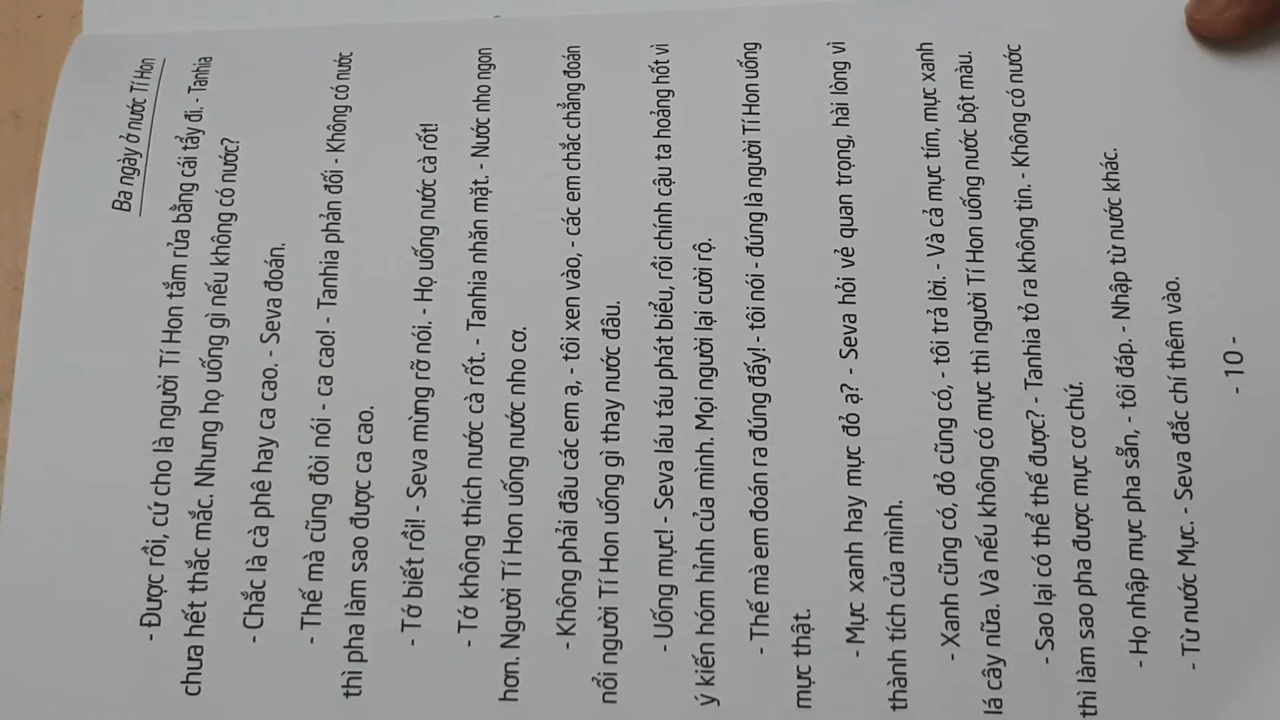 Ba ngày ở nước Tí Hon
- Được rồi, cứ cho là người Tí Hon tắm rửa bằng cái tẩy đi. - Tanhia
chưa hết thắc mắc. Nhưng họ uống gì nếu không có nước?
- Chắc là cà phê hay ca cao. - Seva đoán.
- Thế mà cũng đòi nói - ca cao! - Tanhia phản đối - Không có nước
thì pha làm sao được ca cao.
- Tớ biết rồi! - Seva mừng rỡ nói. - Họ uống nước cà rốt!
- Tớ không thích nước cà rốt. - Tanhia nhăn mặt. - Nước nho ngon
hơn. Người Tí Hon uống nước nho cơ.
- Không phải đâu các em ạ, - tôi xen vào, - các em chắc chẳng đoán
nổi người Tí Hon uống gì thay nước đâu.
- Uống mực! - Seva láu táu phát biểu, rồi chính cậu ta hoảng hốt vì
ý kiến hóm hỉnh của mình. Mọi người lại cười rộ.
- Thế mà em đoán ra đúng đấy! - tôi nói - đúng là người Tí Hon uống
mực thật.
- Mực xanh hay mực đỏ ạ? - Seva hỏi vẻ quan trọng, hài lòng vì
thành tích của mình.
- Xanh cũng có, đỏ cũng có, - tôi trả lời. - Và cả mực tím, mực xanh
lá cây nữa. Và nếu không có mực thì người Tí Hon uống nước bột màu.
- Sao lại có thể thế được? - Tanhia tỏ ra không tin. - Không có nước
thì làm sao pha được mực cơ chứ.
- Họ nhập mực pha sẵn, - tôi đáp. - Nhập từ nước khác.
- Từ nước Mực. - Seva đắc chí thêm vào.
- 10 -